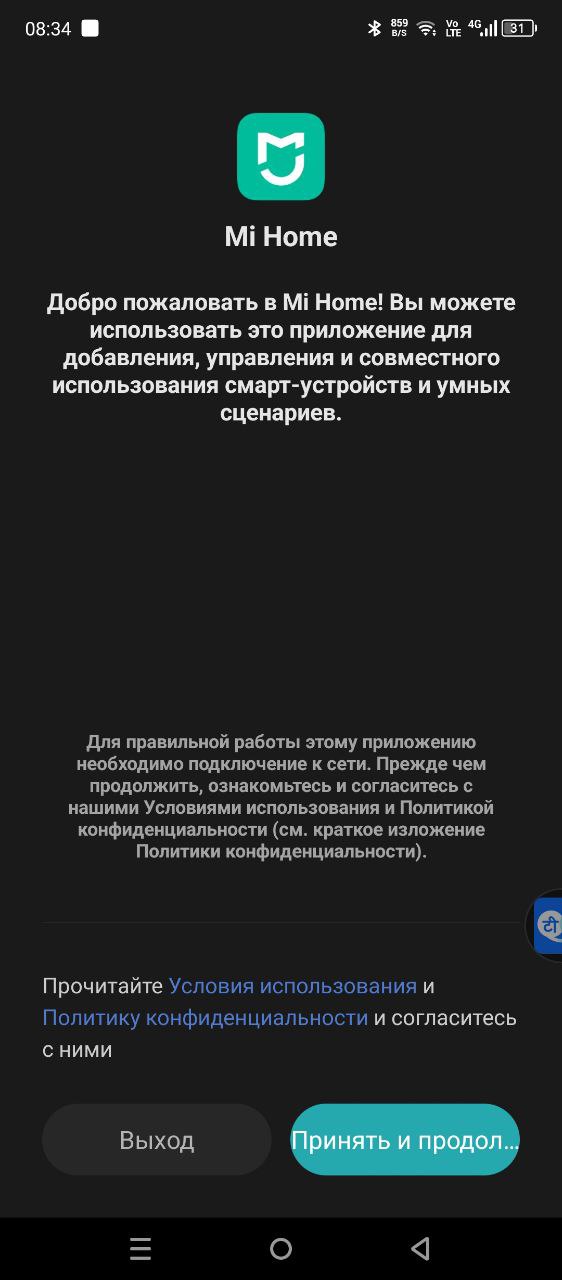 08:34 859 B/S Vo LTE 4G 31
Mi Home
Добро пожаловать в Mi Home! Вы можете
использовать это приложение для
добавления, управления и совместного
использования смарт-устройств и умных
сценариев.
Для правильной работы этому приложению
необходимо подключение к сети. Прежде чем
продолжить, ознакомьтесь и согласитесь с
нашими Условиями использования и Политикой
конфиденциальности (см. краткое изложение
Политики конфиденциальности).
टी
Прочитайте Условия использования и
Политику конфиденциальности и согласитесь
с ними
Выход Принять и продол...